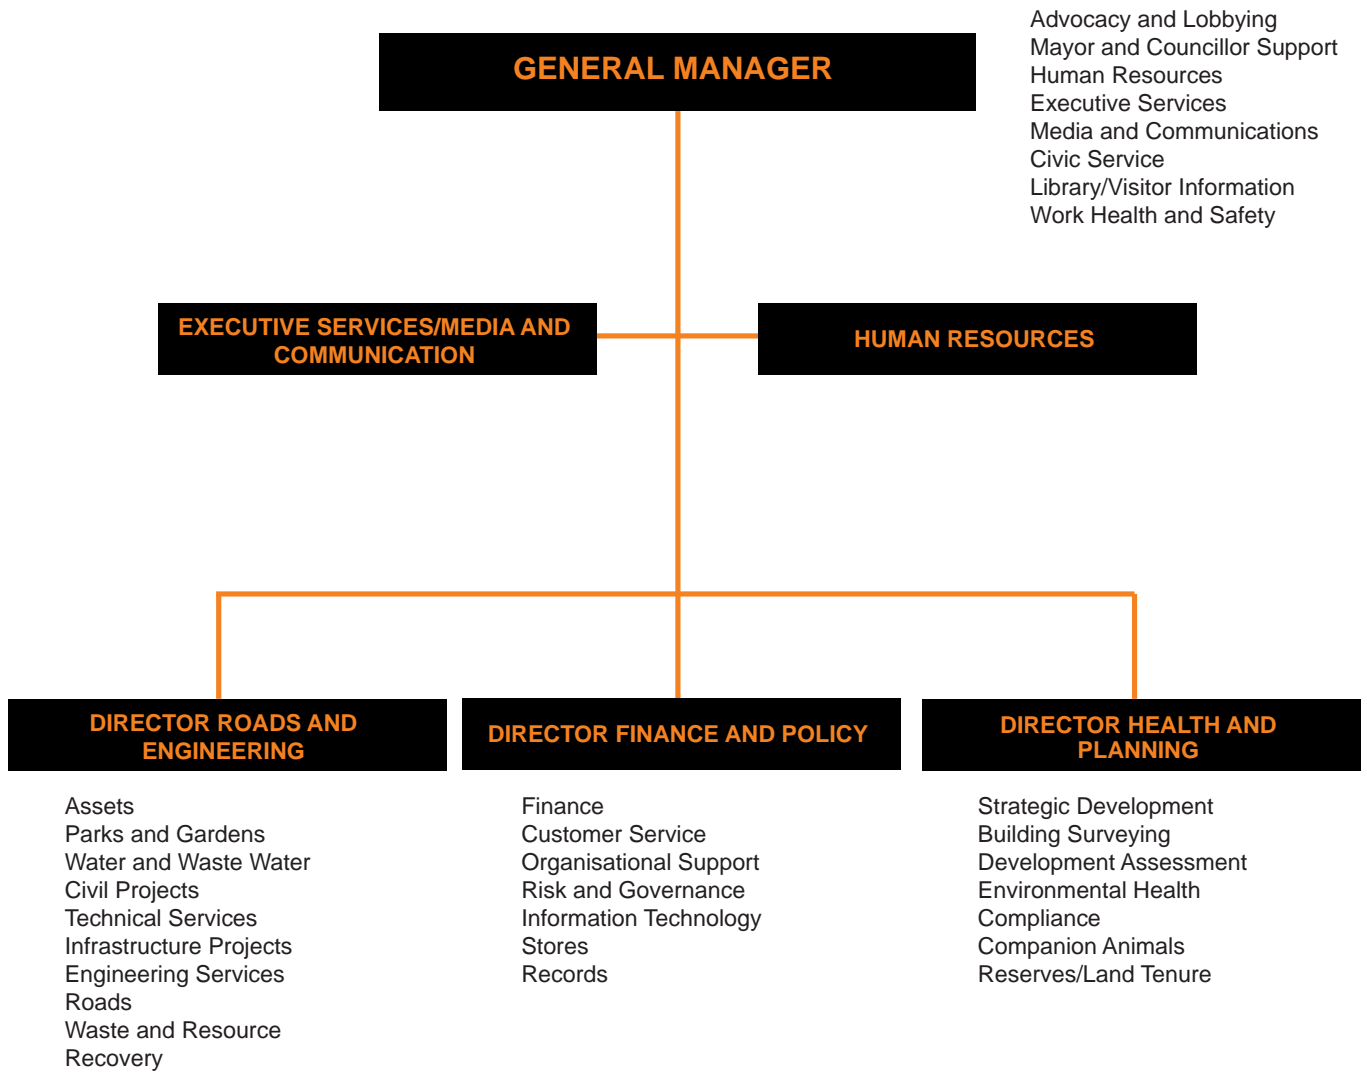 GENERAL MANAGER
Advocacy and Lobbying
Mayor and Councillor Support
Human Resources
Executive Services
Media and Communications
Civic Service
Library/Visitor Information
Work Health and Safety
EXECUTIVE SERVICES/MEDIA AND
COMMUNICATION
HUMAN RESOURCES
DIRECTOR ROADS AND
ENGINEERING
Assets
Parks and Gardens
Water and Waste Water
Civil Projects
Technical Services
Infrastructure Projects
Engineering Services
Roads
Waste and Resource
Recovery
DIRECTOR FINANCE AND POLICY
Finance
Customer Service
Organisational Support
Risk and Governance
Information Technology
Stores
Records
DIRECTOR HEALTH AND
PLANNING
Strategic Development
Building Surveying
Development Assessment
Environmental Health
Compliance
Companion Animals
Reserves/Land Tenure